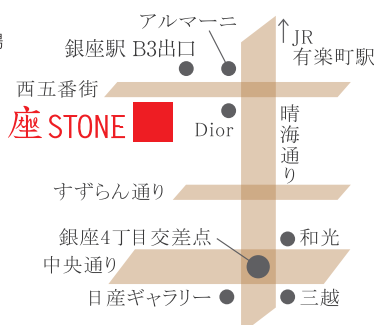 アルマーニ
↑JR
有楽町駅
銀座駅 B3出口
西五番街
座 STONE
Dior
晴海通り
すずらん通り
銀座4丁目交差点
和光
中央通り
日産ギャラリー
三越